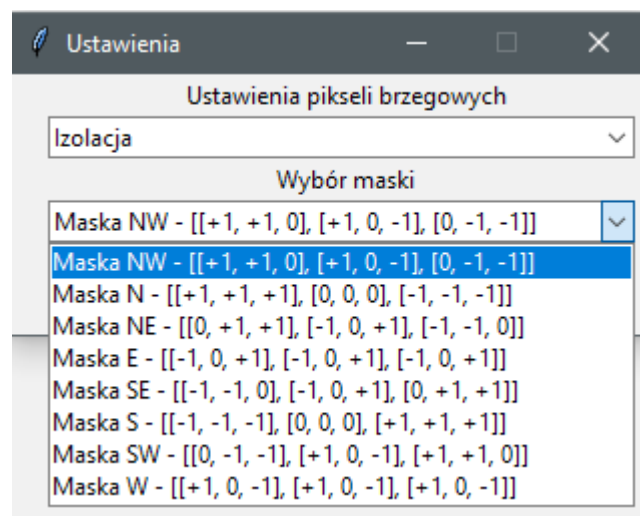 Ustawienia
Ustawienia pikseli brzegowych
Izolacja
Wybór maski
Maska NW - [[+1, +1, 0], [+1, 0, -1], [0, -1, -1]]
Maska NW - [[+1, +1, 0], [+1, 0, -1], [0, -1, -1]]
Maska N - [[+1, +1, +1], [0, 0, 0], [-1, -1, -1]]
Maska NE - [[0, +1, +1], [-1, 0, +1], [-1, -1, 0]]
Maska E - [[-1, 0, +1], [-1, 0, +1], [-1, 0, +1]]
Maska SE - [[-1, -1, 0], [-1, 0, +1], [0, +1, +1]]
Maska S - [[-1, -1, -1], [0, 0, 0], [+1, +1, +1]]
Maska SW - [[0, -1, -1], [+1, 0, -1], [+1, +1, 0]]
Maska W - [[+1, 0, -1], [+1, 0, -1], [+1, 0, -1]]